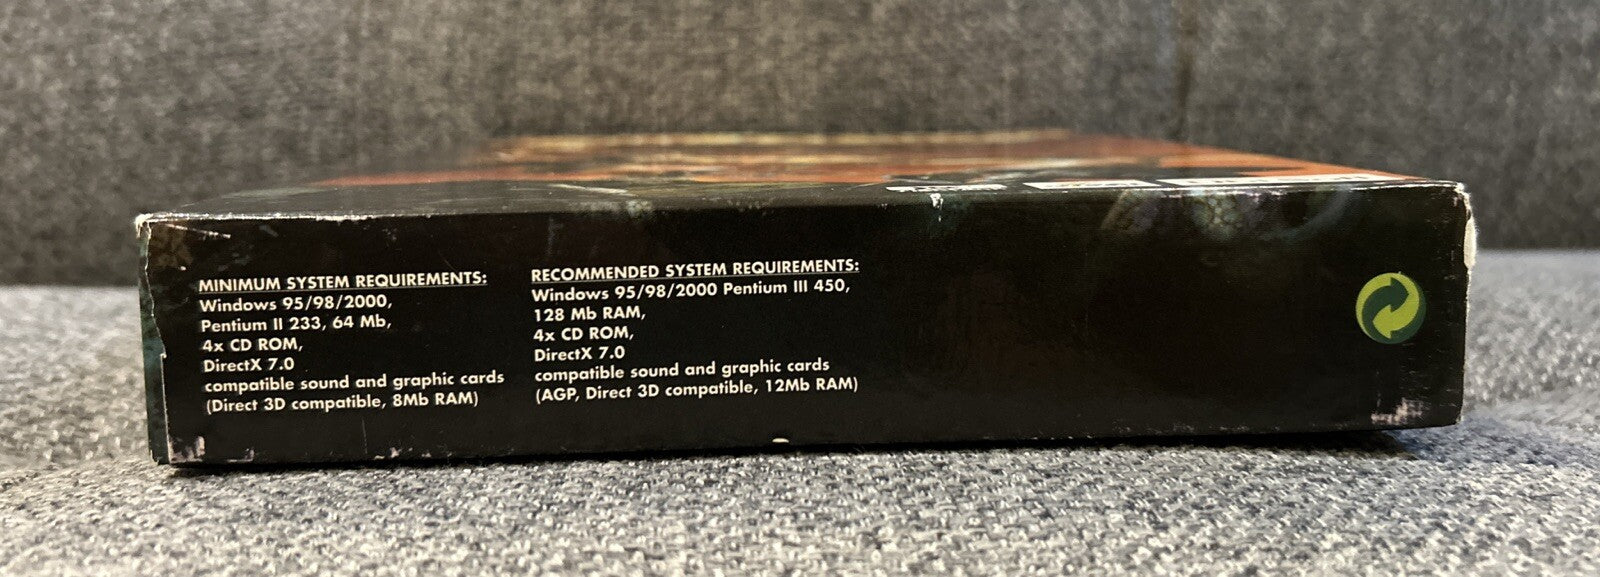 MINIMUM SYSTEM REQUIREMENTS:
Windows 95/98/2000,
Pentium II 233, 64 Mb,
4x CD ROM,
DirectX 7.0
compatible sound and graphic cards
(Direct 3D compatible, 8Mb RAM)
RECOMMENDED SYSTEM REQUIREMENTS:
Windows 95/98/2000 Pentium III 450,
128 Mb RAM,
4x CD ROM,
DirectX 7.0
compatible sound and graphic cards
(AGP, Direct 3D compatible, 12Mb RAM)